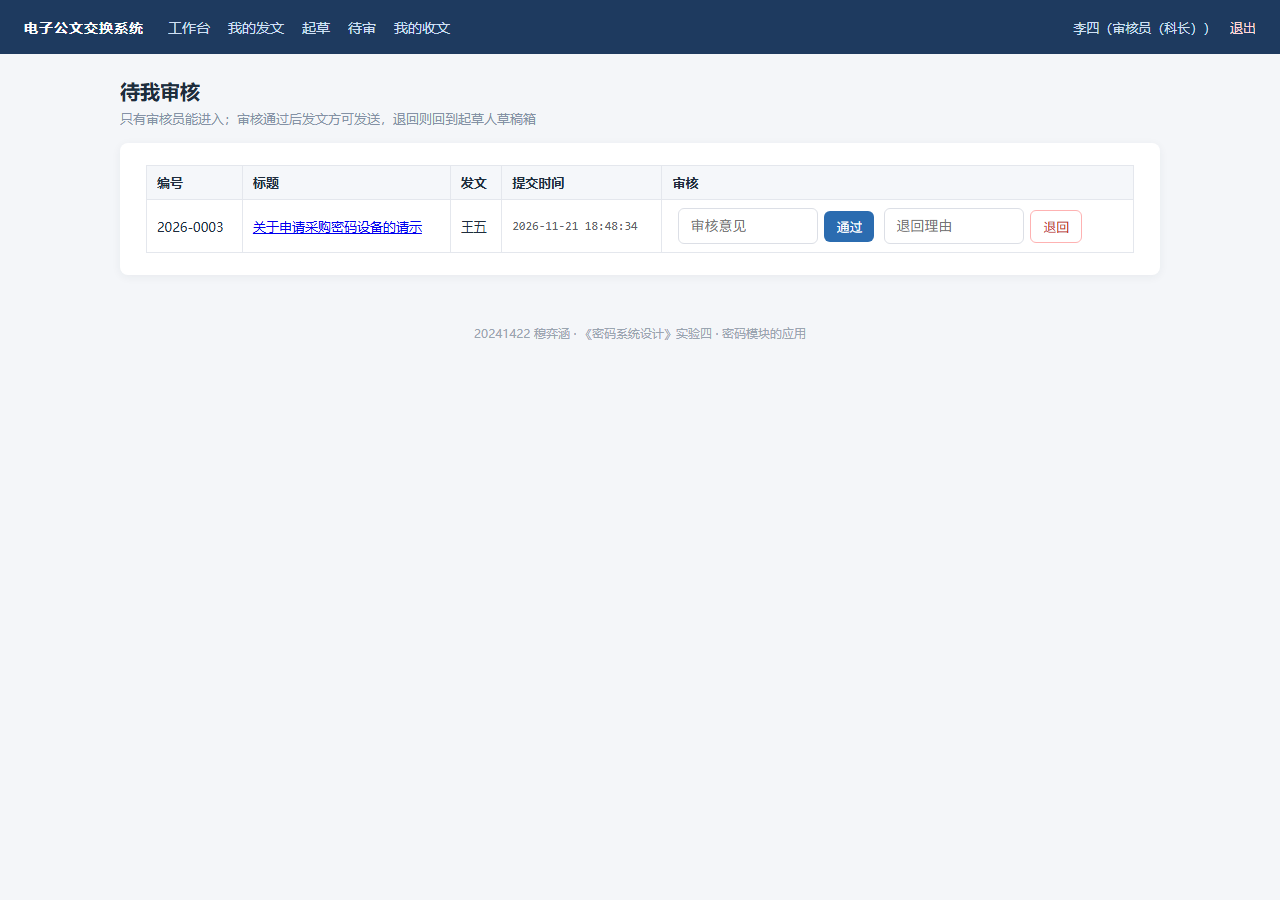 电子公文交换系统 工作台 我的发文 起草 待审 我的收文 李四（审核员（科长）） 退出
待我审核
只有审核员能进入；审核通过后发文方可发送，退回则回到起草人草稿箱
编号 标题 发文 提交时间 审核
2026-0003 关于申请采购密码设备的请示 王五 2026-11-21 18:48:34 审核意见 通过 退回理由 退回
20241422 穆弈涵 · 《密码系统设计》实验四 · 密码模块的应用